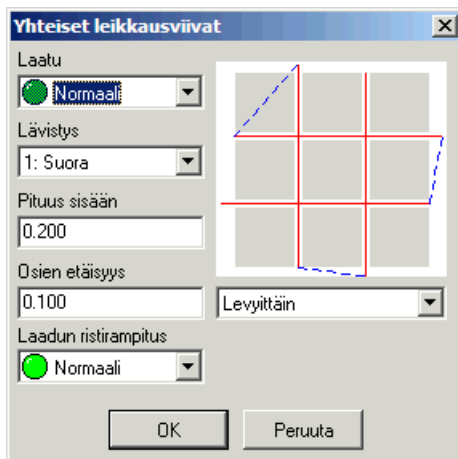 Yhteiset leikkausviivat
Laatu
Normaali
Lävistys
1: Suora
Pituus sisään
0.200
Osien etäisyys
0.100
Levyittäin
Laadun ristirampitus
Normaali
OK
Peruuta